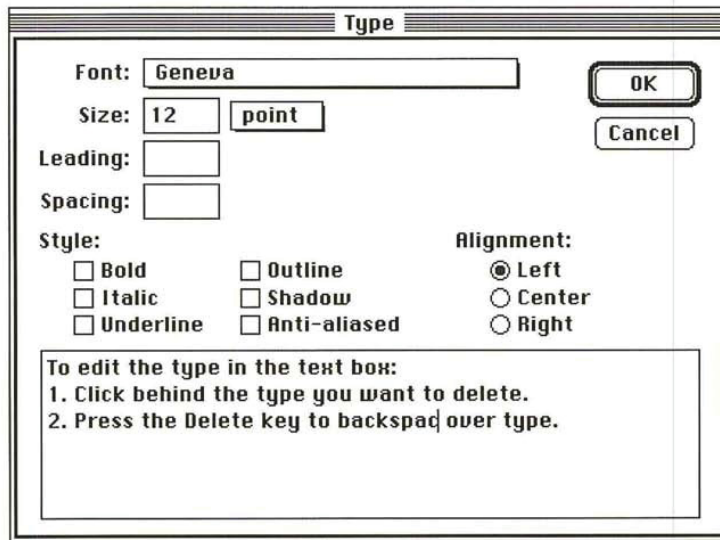 Type
Font: Geneva
Size: 12 point
Leading:
Spacing:
OK
Cancel
Style:
Bold
Italic
Underline
Outline
Shadow
Anti-aliased
Alignment:
Left
Center
Right
To edit the type in the text box:
1. Click behind the type you want to delete.
2. Press the Delete key to backspac over type.